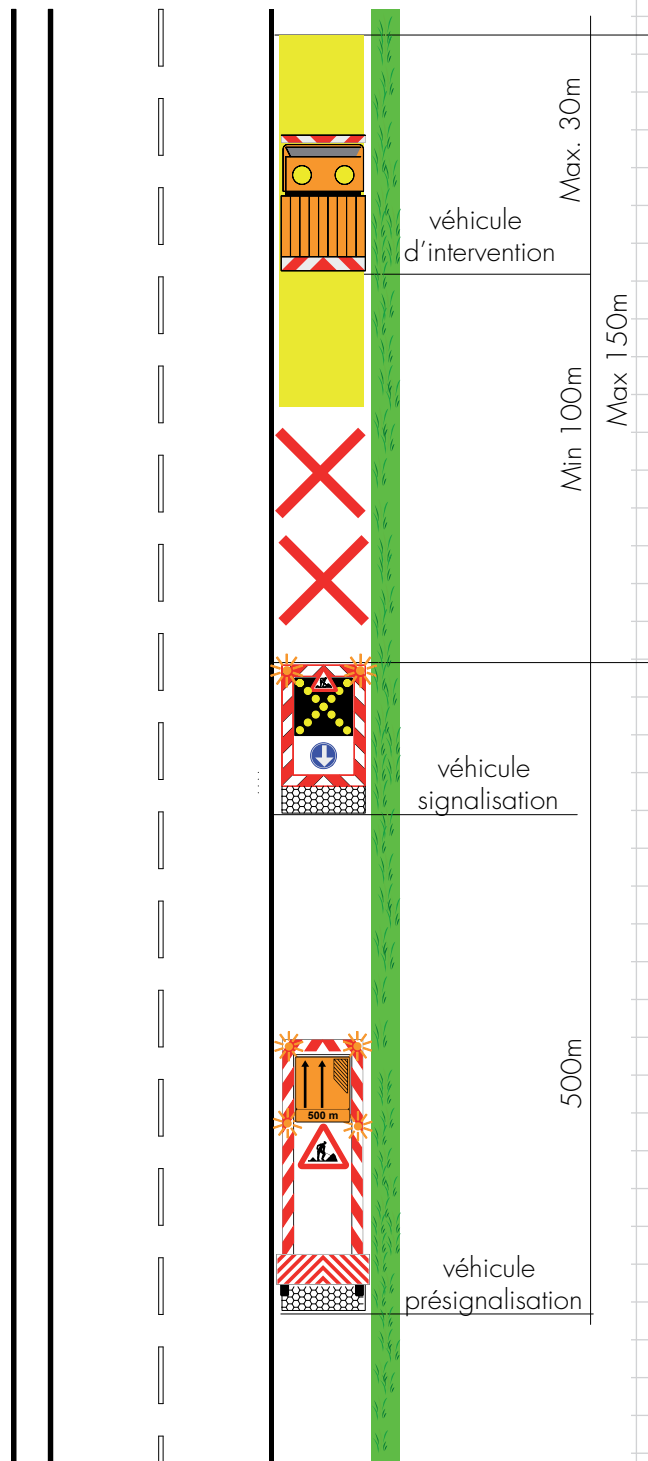 Max. 30m
véhicule
d'intervention
Max 150m
Min 100m
véhicule
signalisation
500m
500 m
véhicule
présignalisation